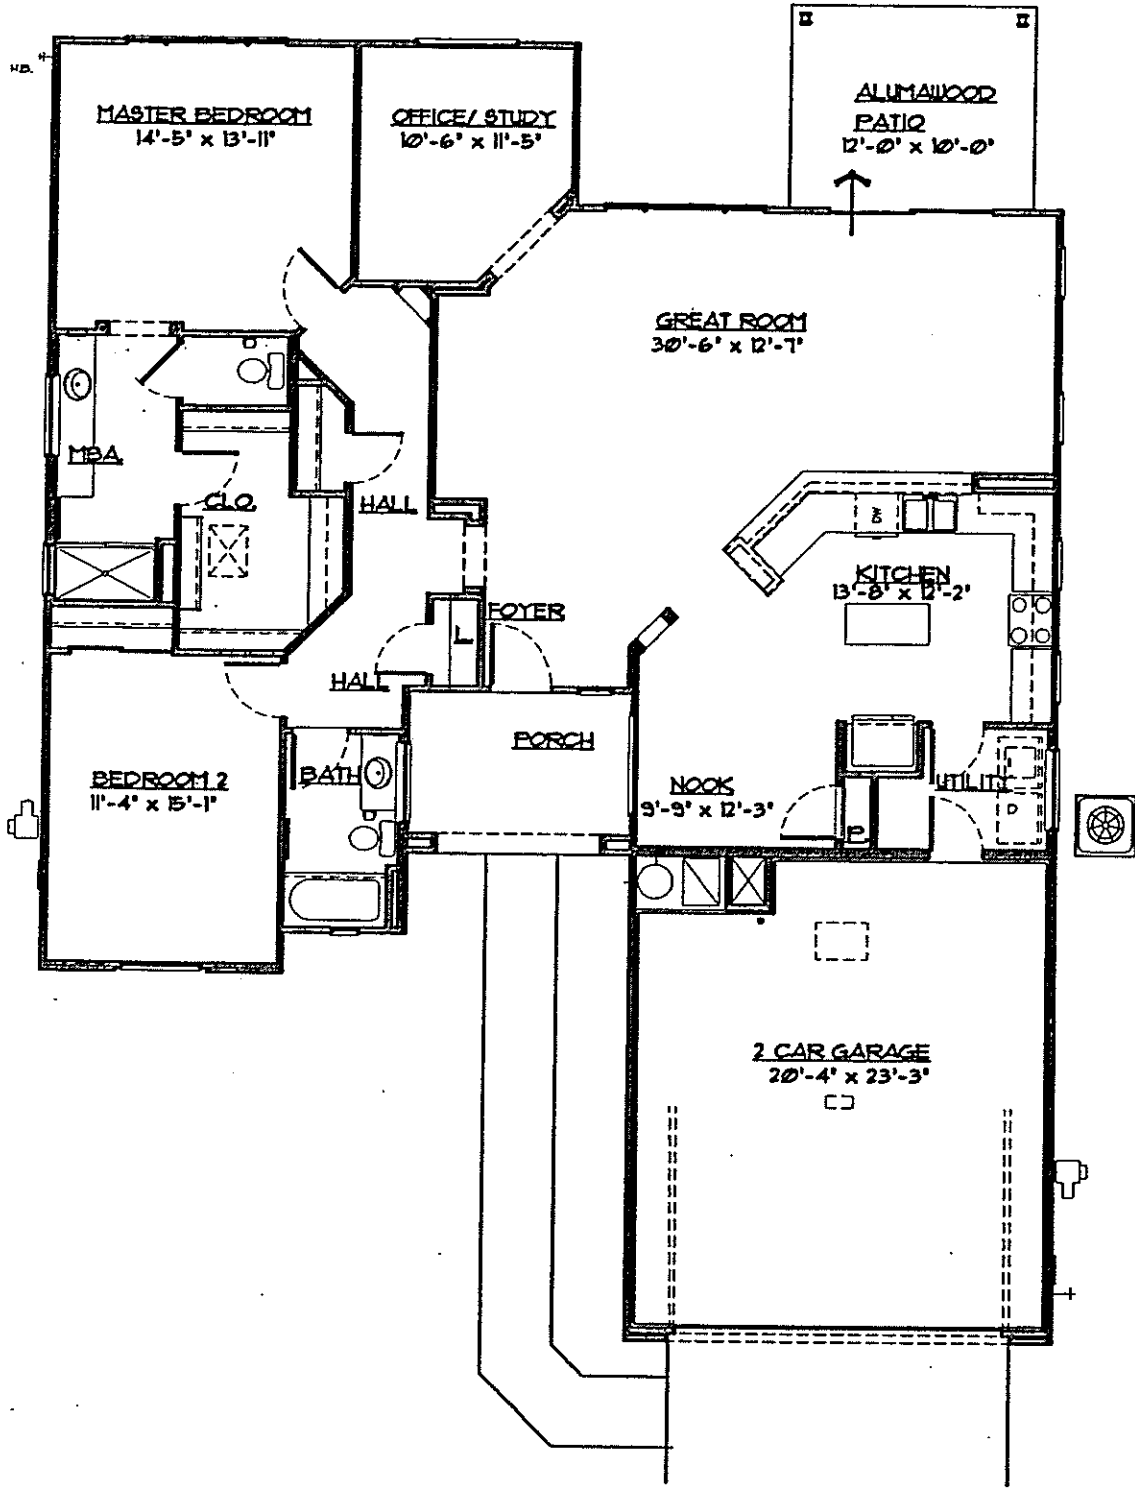 H.B.
MASTER BEDROOM
14'-5" x 13'-11"
OFFICE/ STUDY
10'-6" x 11'-5"
ALUMAWOOD
PATIO
12'-0" x 10'-0"
GREAT ROOM
30'-6" x 12'-7"
MBA.
CLO.
HALL
DW
KITCHEN
13'-8" x 12'-2"
FOYER
L
HALL
PORCH
BEDROOM 2
11'-4" x 15'-1"
BATH
NOOK
9'-9" x 12'-3"
UTILITY
D
P
2 CAR GARAGE
20'-4" x 23'-3"